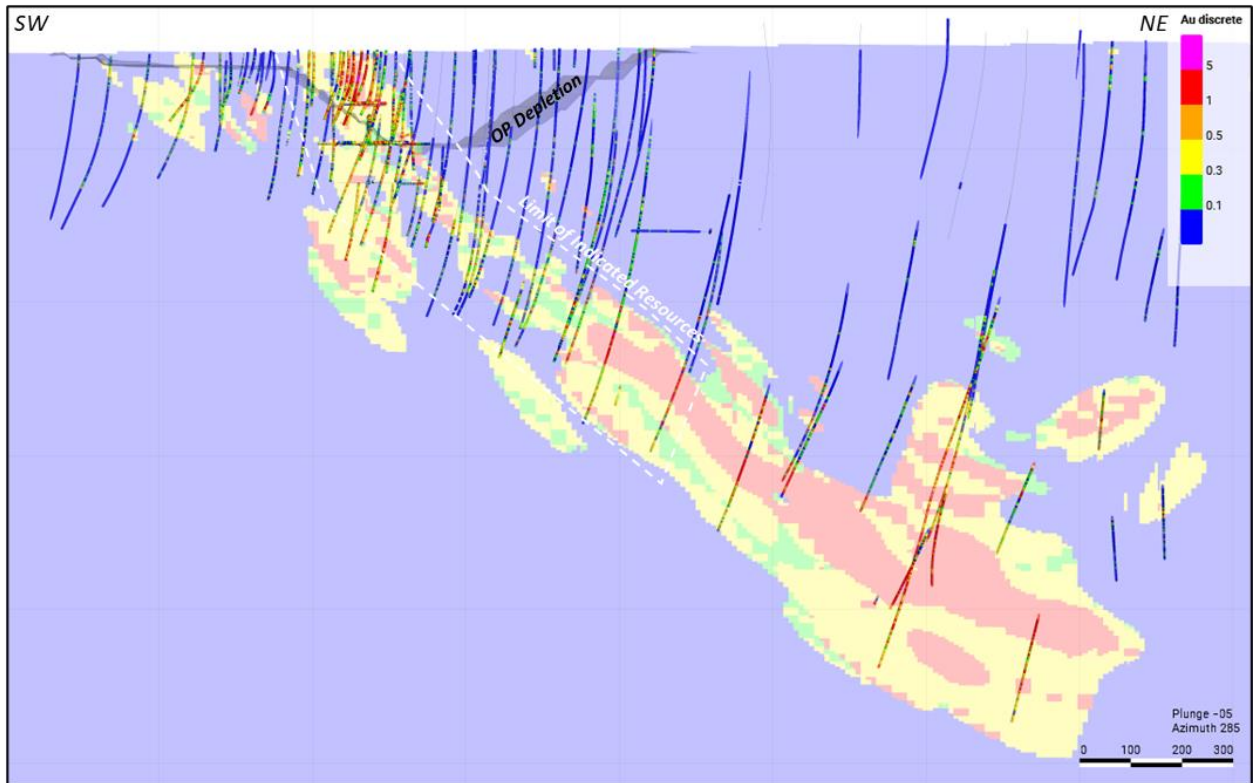 SW
NE
Au discrete
5
1
0.5
0.3
0.1
OP Depletion
Limit of Indicated Resources
Plunge -05
Azimuth 285
0 100 200 300